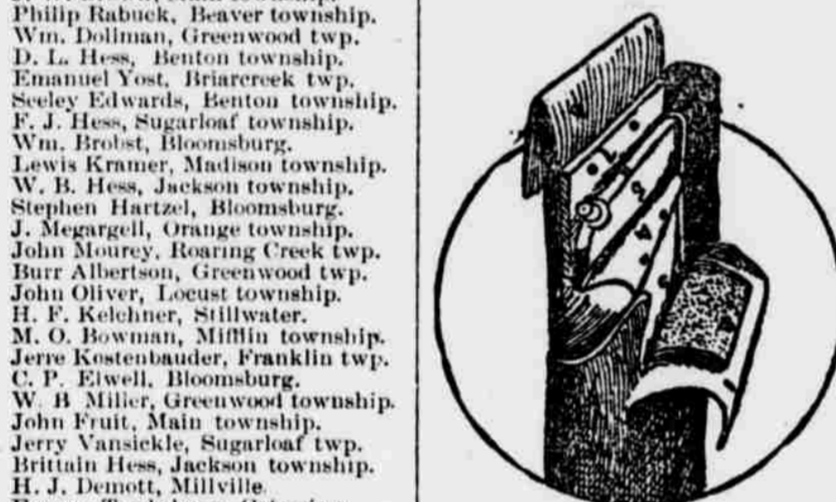 Philip Rabuck, Beaver township.
Wm. Dollman, Greenwood twp.
D. L. Hess, Benton township.
Emanuel Yost, Briarcreek twp.
Seeley Edwards, Benton township.
F. J. Hess, Sugarloaf township.
Wm. Brobst, Bloomsburg.
Lewis Kramer, Madison township.
W. B. Hess, Jackson township.
Stephen Hartzel, Bloomsburg.
J. Megargell, Orange township.
John Mourey, Roaring Creek twp.
Burr Albertson, Greenwood twp.
John Oliver, Locust township.
H. F. Kelchner, Stillwater.
M. O. Bowman, Mifflin township.
Jerre Kostenbauder, Franklin twp.
C. P. Elwell, Bloomsburg.
W. B Miller, Greenwood township.
John Fruit, Main township.
Jerry Vansickle, Sugarloaf twp.
Brittain Hess, Jackson township.
H. J. Demott, Millville.